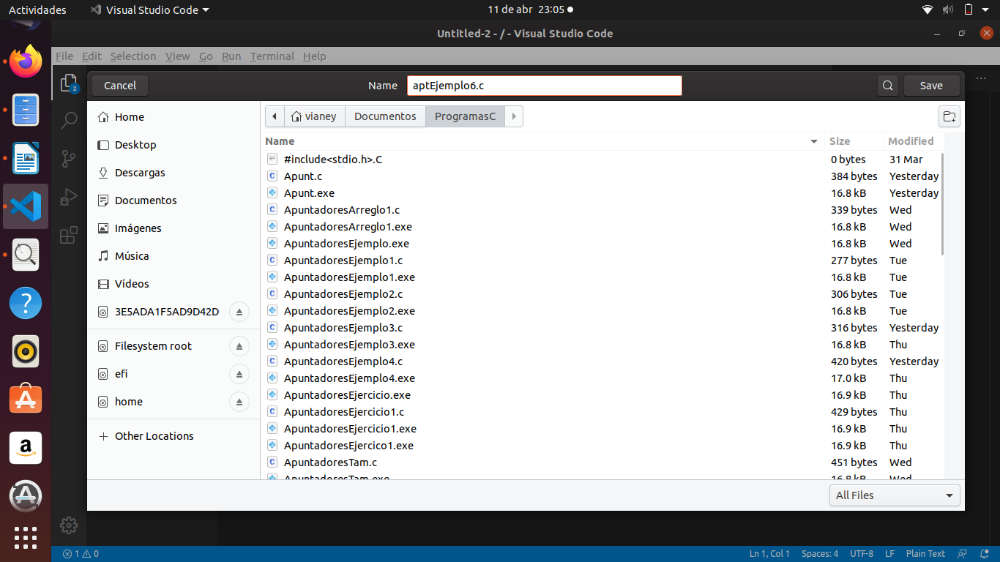 Actividades Visual Studio Code 11 de abr 23:05
Untitled-2 - / - Visual Studio Code
File Edit Selection View Go Run Terminal Help
2
Cancel Name aptEjemplo6.c Save
Home
Desktop
Descargas
Documentos
Imágenes
Música
Vídeos
3E5ADA1F5AD9D42D
Filesystem root
efi
home
Other Locations
vianey Documentos ProgramasC
Name Size Modified
#include<stdio.h>.C 0 bytes 31 Mar
Apunt.c 384 bytes Yesterday
Apunt.exe 16.8 kB Yesterday
ApuntadoresArreglo1.c 339 bytes Wed
ApuntadoresArreglo1.exe 16.8 kB Wed
ApuntadoresEjemplo.exe 16.8 kB Wed
ApuntadoresEjemplo1.c 277 bytes Tue
ApuntadoresEjemplo1.exe 16.8 kB Tue
ApuntadoresEjemplo2.c 306 bytes Tue
ApuntadoresEjemplo2.exe 16.8 kB Tue
ApuntadoresEjemplo3.c 316 bytes Yesterday
ApuntadoresEjemplo3.exe 16.8 kB Thu
ApuntadoresEjemplo4.c 420 bytes Yesterday
ApuntadoresEjemplo4.exe 17.0 kB Thu
ApuntadoresEjercicio.exe 16.9 kB Thu
ApuntadoresEjercicio1.c 429 bytes Thu
ApuntadoresEjercicio1.exe 16.9 kB Thu
ApuntadoresEjercico1.exe 16.9 kB Thu
ApuntadoresTam.c 451 bytes Wed
ApuntadoresTam.exe 16.8 kB Wed
All Files
1 0 Ln 1, Col 1 Spaces: 4 UTF-8 LF Plain Text